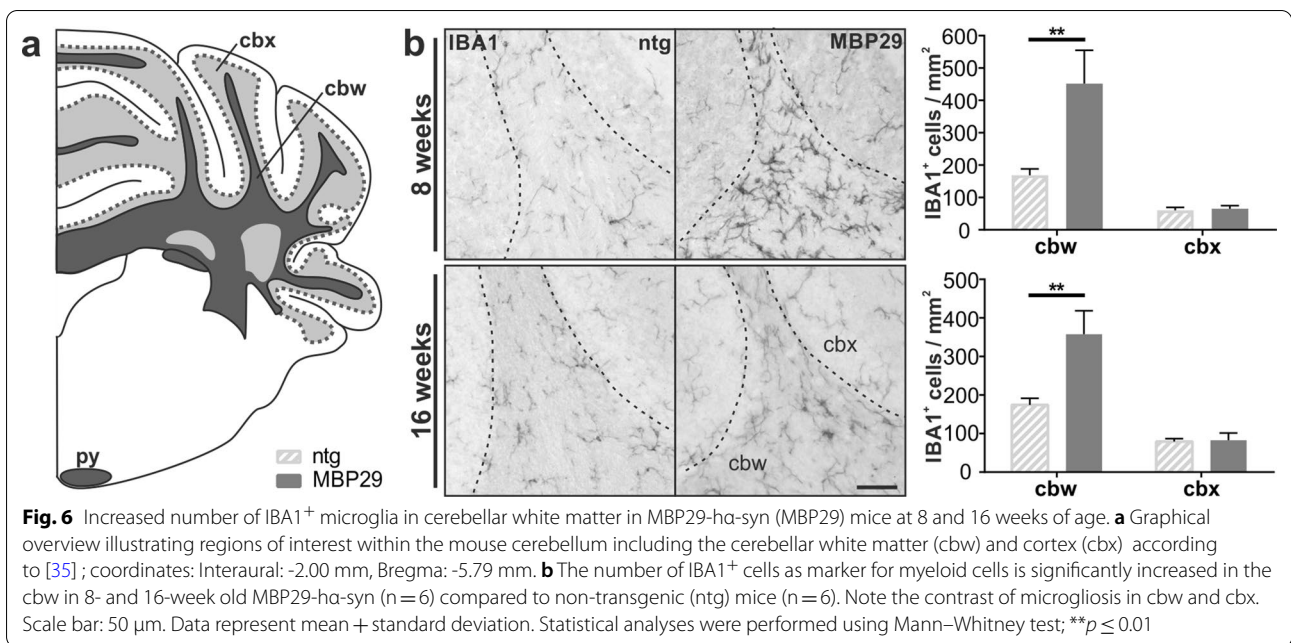 a
cbx
cbw
py
ntg
MBP29
b
IBA1 ntg MBP29
8 weeks
16 weeks
cbx
cbw
**
IBA1+ cells / mm²
600
500
400
300
200
100
0
cbw cbx
**
IBA1+ cells / mm²
500
400
300
200
100
0
cbw cbx
Fig. 6 Increased number of IBA1+ microglia in cerebellar white matter in MBP29-hα-syn (MBP29) mice at 8 and 16 weeks of age. a Graphical
overview illustrating regions of interest within the mouse cerebellum including the cerebellar white matter (cbw) and cortex (cbx) according
to [35] ; coordinates: Interaural: -2.00 mm, Bregma: -5.79 mm. b The number of IBA1+ cells as marker for myeloid cells is significantly increased in the
cbw in 8- and 16-week old MBP29-hα-syn (n = 6) compared to non-transgenic (ntg) mice (n = 6). Note the contrast of microgliosis in cbw and cbx.
Scale bar: 50 µm. Data represent mean + standard deviation. Statistical analyses were performed using Mann–Whitney test; **p ≤ 0.01